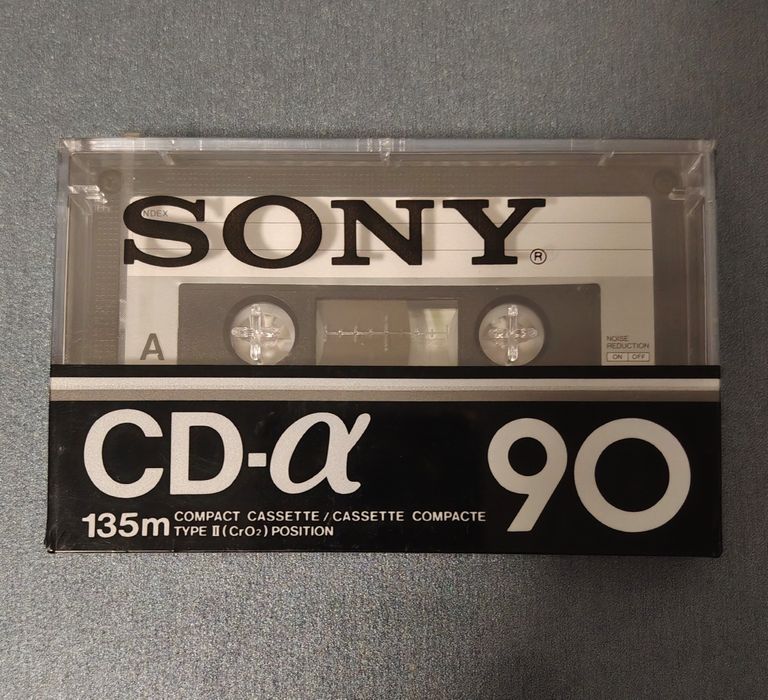 INDEX
SONY®
A
NOISE
REDUCTION
ON OFF
CD-α 90
135m COMPACT CASSETTE / CASSETTE COMPACTE
TYPE II (CrO₂) POSITION